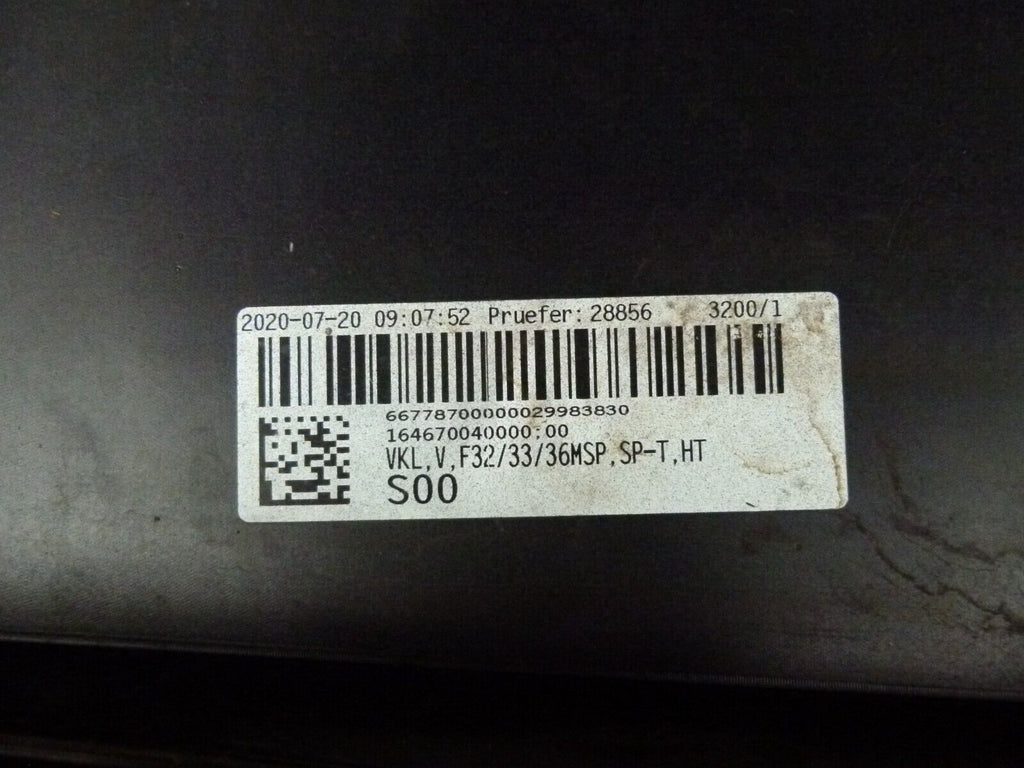 2020-07-20 09:07:52 Pruefer: 28856 3200/1
66778700000029983830
164670040000;00
VKL,V,F32/33/36MSP,SP-T,HT
S00